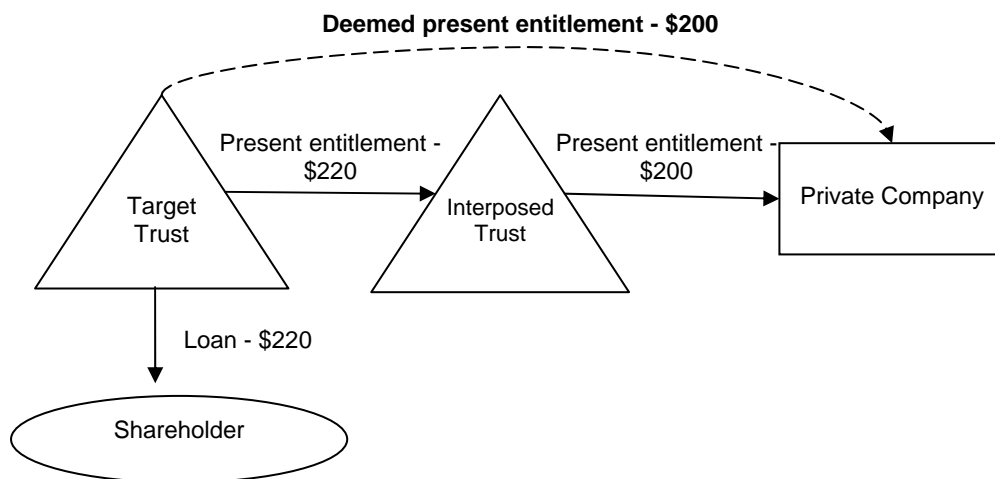 Deemed present entitlement - $200
Present entitlement -
$220
Present entitlement -
$200
Target
Trust
Interposed
Trust
Private Company
Loan - $220
Shareholder